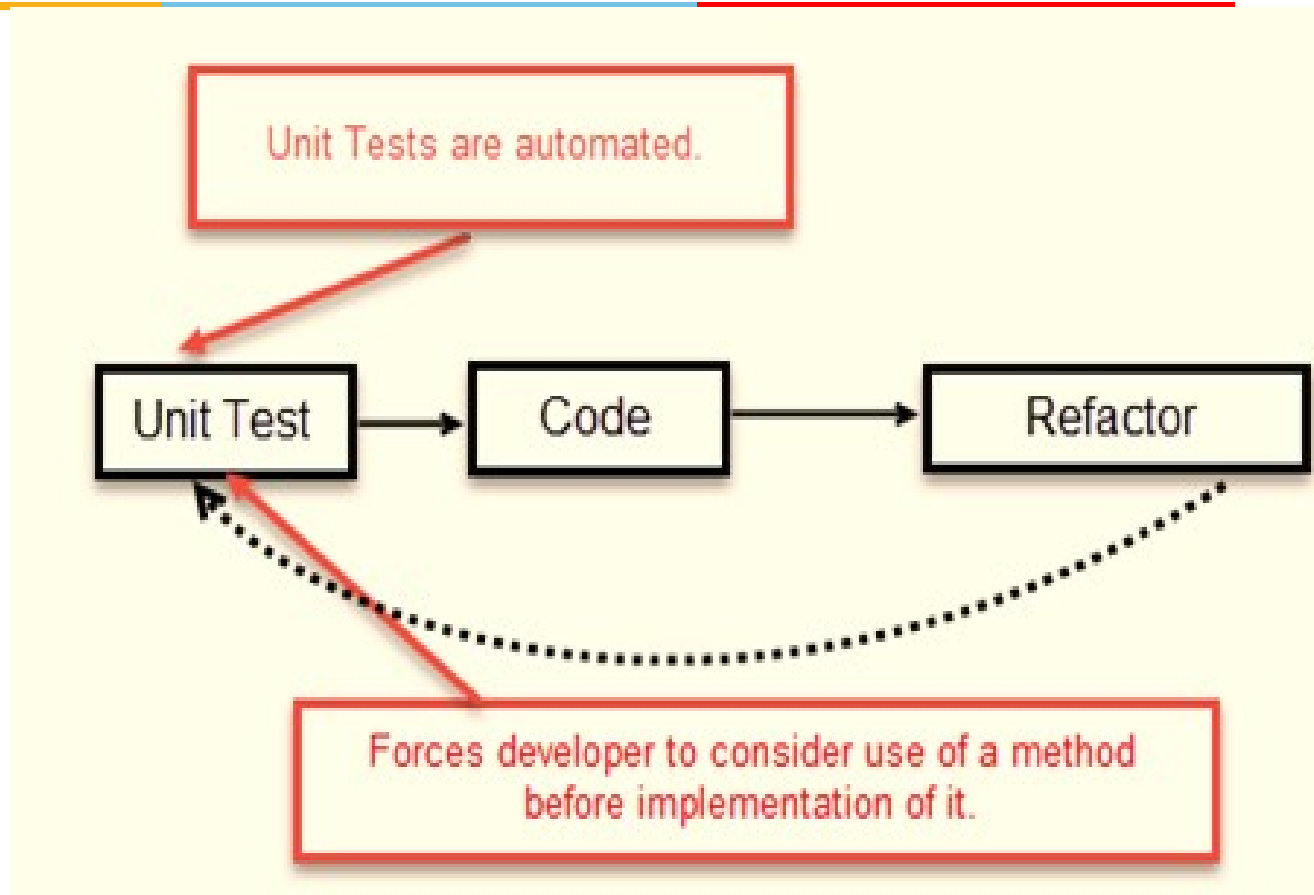 Unit Tests are automated.
Unit Test
Code
Refactor
Forces developer to consider use of a method
before implementation of it.